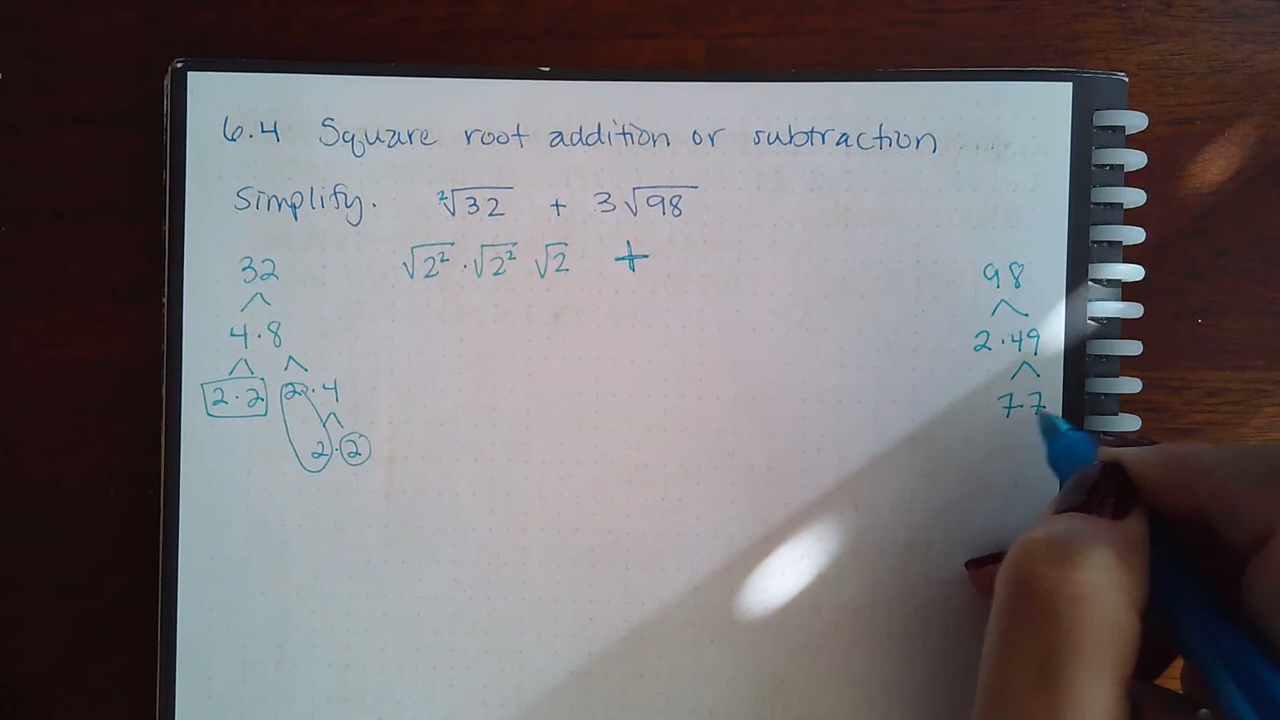 6.4 Square root addition or subtraction
Simplify. ²√32 + 3√98
√2² · √2² √2 +
32
4·8
2·2 2·4
2·2
98
2·49
7·7